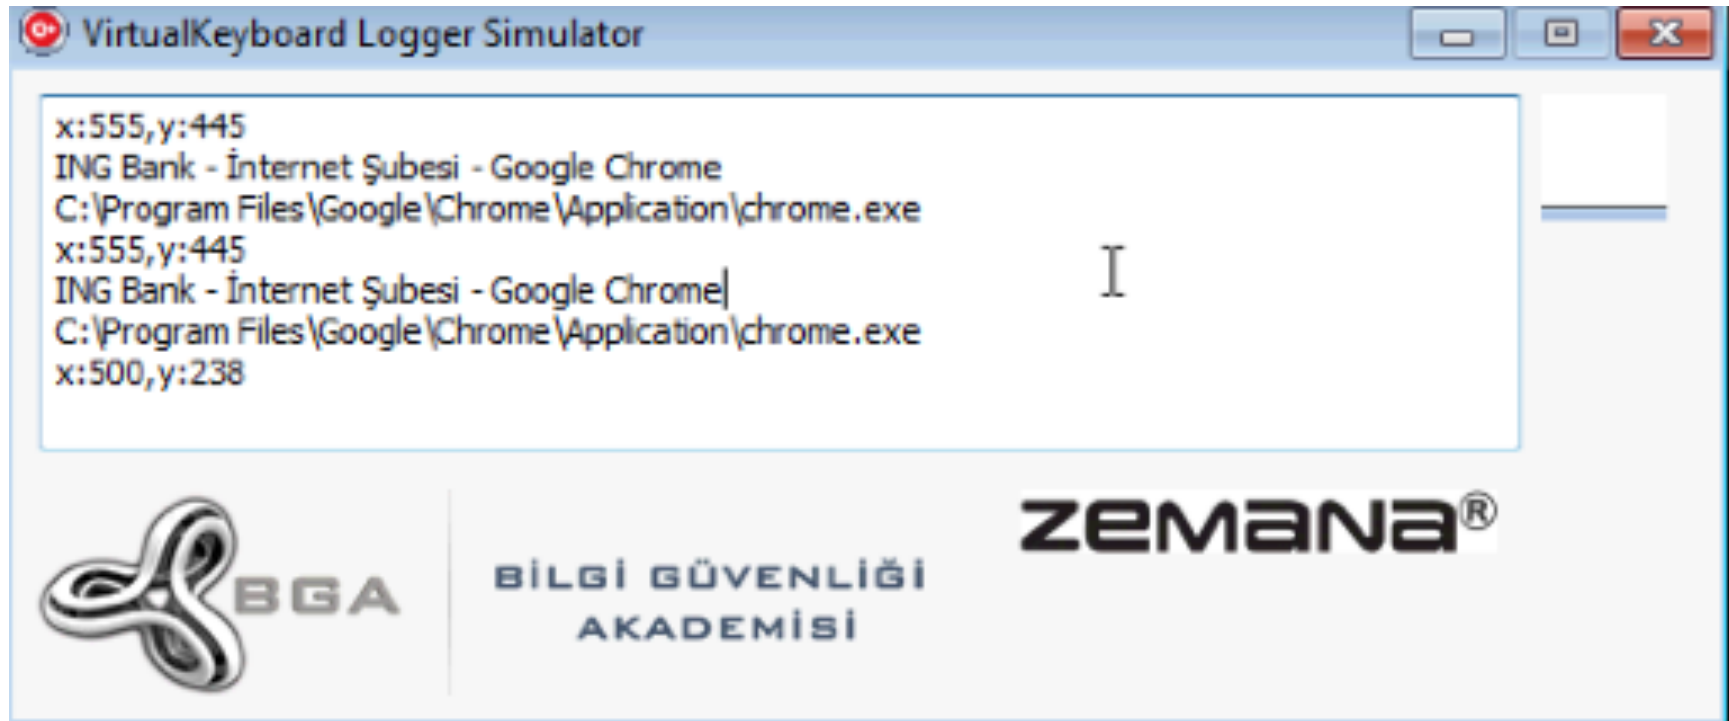 VirtualKeyboard Logger Simulator
x:555,y:445
ING Bank - İnternet Şubesi - Google Chrome
C:\Program Files\Google\Chrome\Application\chrome.exe
x:555,y:445
ING Bank - İnternet Şubesi - Google Chrome
C:\Program Files\Google\Chrome\Application\chrome.exe
x:500,y:238
BGA
BİLGİ GÜVENLİĞİ
AKADEMİSİ
zemana®